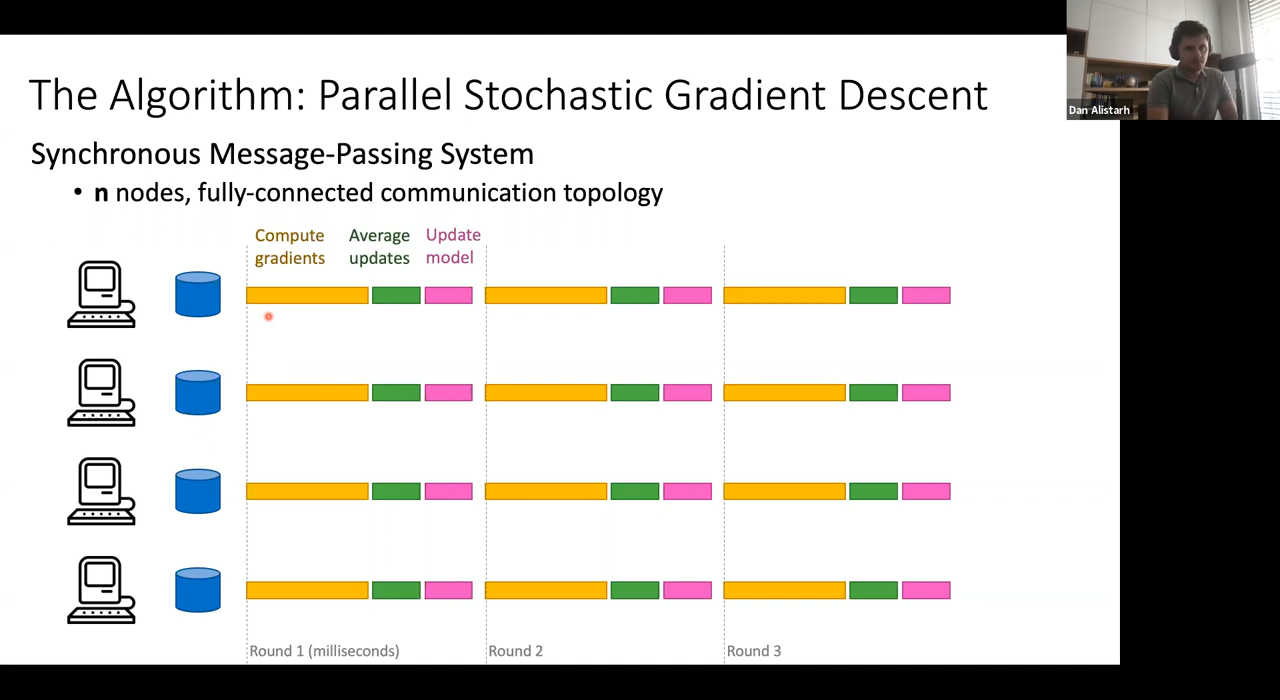 The Algorithm: Parallel Stochastic Gradient Descent
Dan Alistarh
Synchronous Message-Passing System
• n nodes, fully-connected communication topology
Compute gradients
Average updates
Update model
Round 1 (milliseconds)
Round 2
Round 3